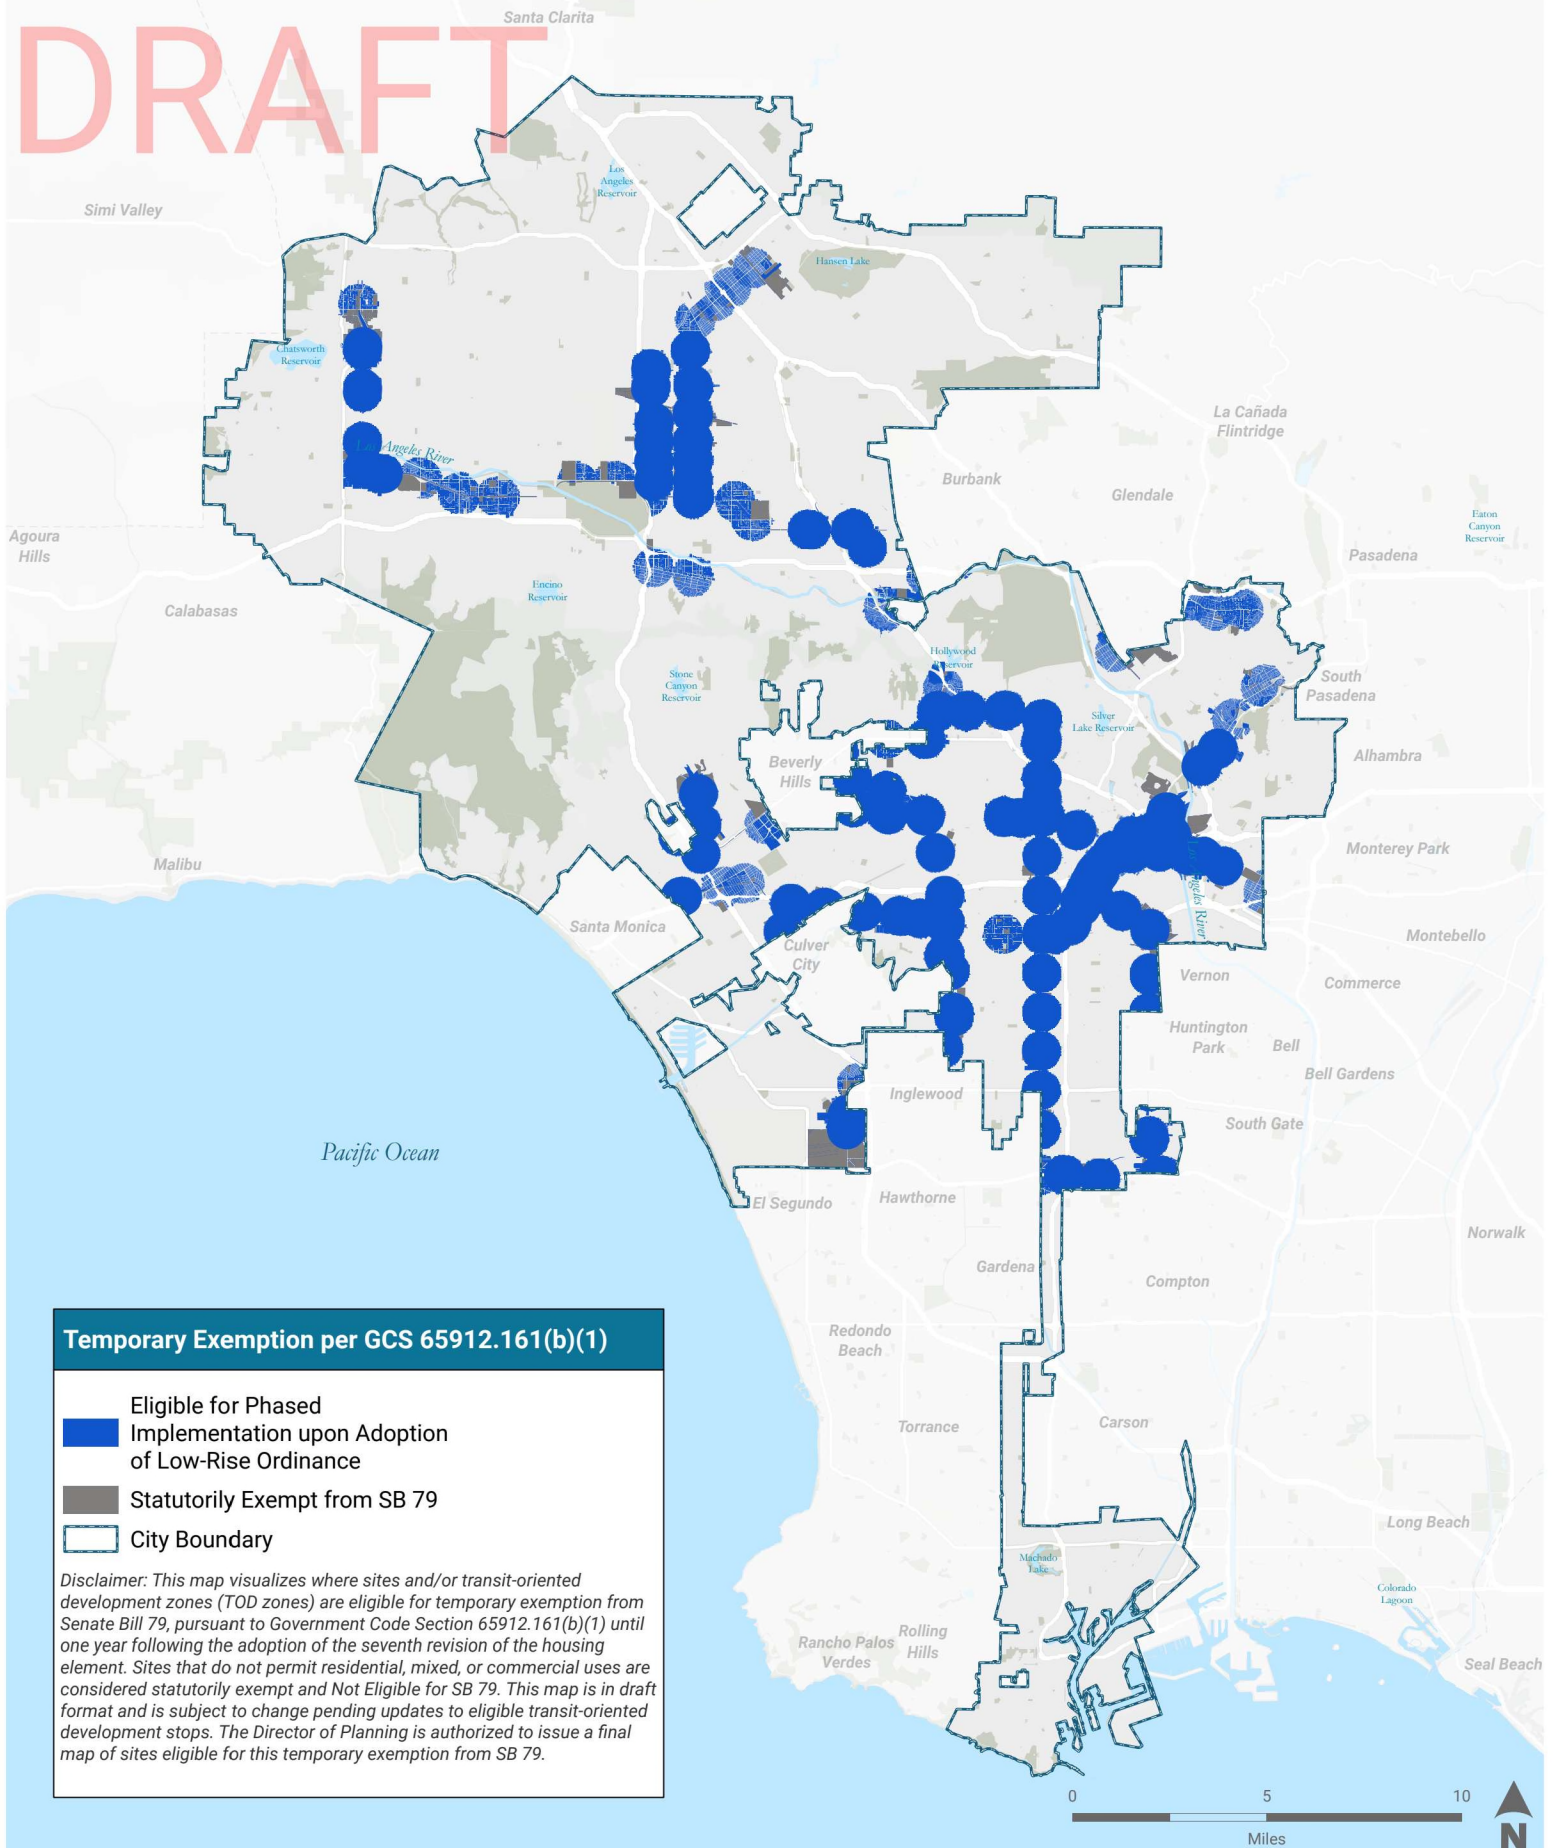 DRAFT
Santa Clarita
Los
Angeles
Reservoir
Simi Valley
Hansen Lake
Chatsworth
Reservoir
La Cañada
Flintridge
Los Angeles River
Burbank
Glendale
Eaton
Canyon
Reservoir
Agoura
Hills
Pasadena
Encino
Reservoir
Calabasas
Hollywood
Reservoir
Stone
Canyon
Reservoir
South
Pasadena
Silver
Lake Reservoir
Beverly
Hills
Alhambra
Malibu
Monterey Park
Los Angeles River
Santa Monica
Culver
City
Montebello
Vernon
Commerce
Huntington
Park
Bell
Bell Gardens
Inglewood
South Gate
Pacific Ocean
El Segundo
Hawthorne
Norwalk
Gardena
Compton
Redondo
Beach
Torrance
Carson
Long Beach
Machado
Lake
Colorado
Lagoon
Rolling
Hills
Rancho Palos
Verdes
Seal Beach
Temporary Exemption per GCS 65912.161(b)(1)
Eligible for Phased
Implementation upon Adoption
of Low-Rise Ordinance
Statutorily Exempt from SB 79
City Boundary
Disclaimer: This map visualizes where sites and/or transit-oriented
development zones (TOD zones) are eligible for temporary exemption from
Senate Bill 79, pursuant to Government Code Section 65912.161(b)(1) until
one year following the adoption of the seventh revision of the housing
element. Sites that do not permit residential, mixed, or commercial uses are
considered statutorily exempt and Not Eligible for SB 79. This map is in draft
format and is subject to change pending updates to eligible transit-oriented
development stops. The Director of Planning is authorized to issue a final
map of sites eligible for this temporary exemption from SB 79.
0 5 10
Miles
N